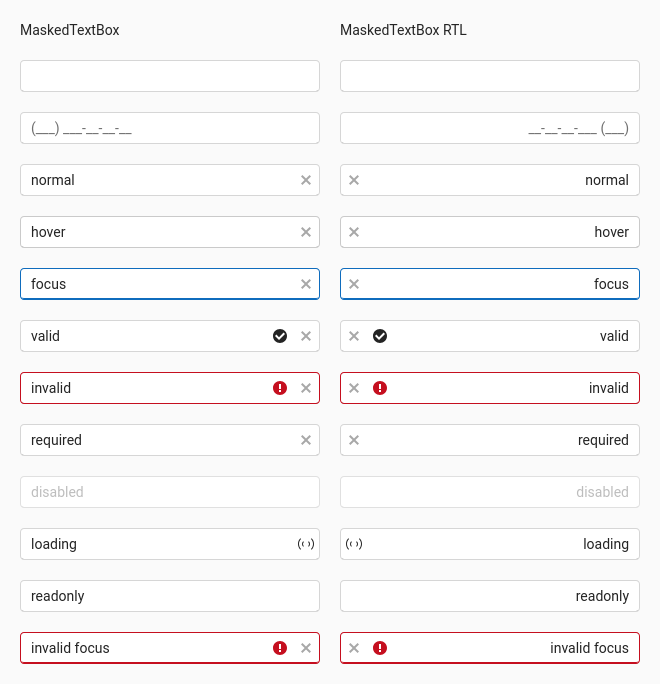 MaskedTextBox
MaskedTextBox RTL
(___) ___-__-__-__
__-__-__-___ (___)
normal
normal
hover
hover
focus
focus
valid
valid
invalid
invalid
required
required
disabled
disabled
loading
loading
readonly
readonly
invalid focus
invalid focus